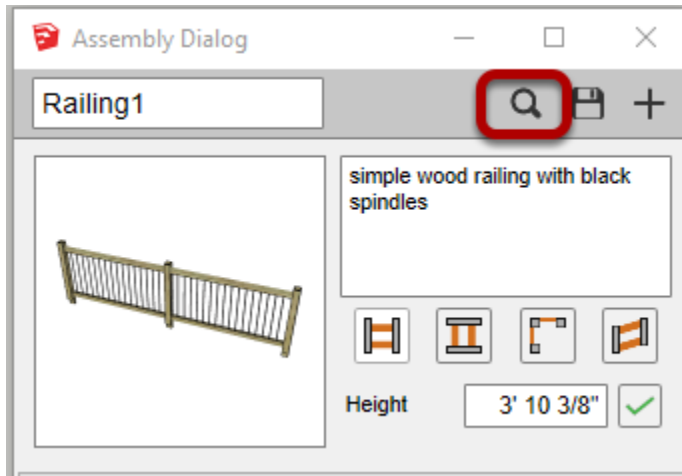 Assembly Dialog
Railing1
simple wood railing with black
spindles
Height
3' 10 3/8"